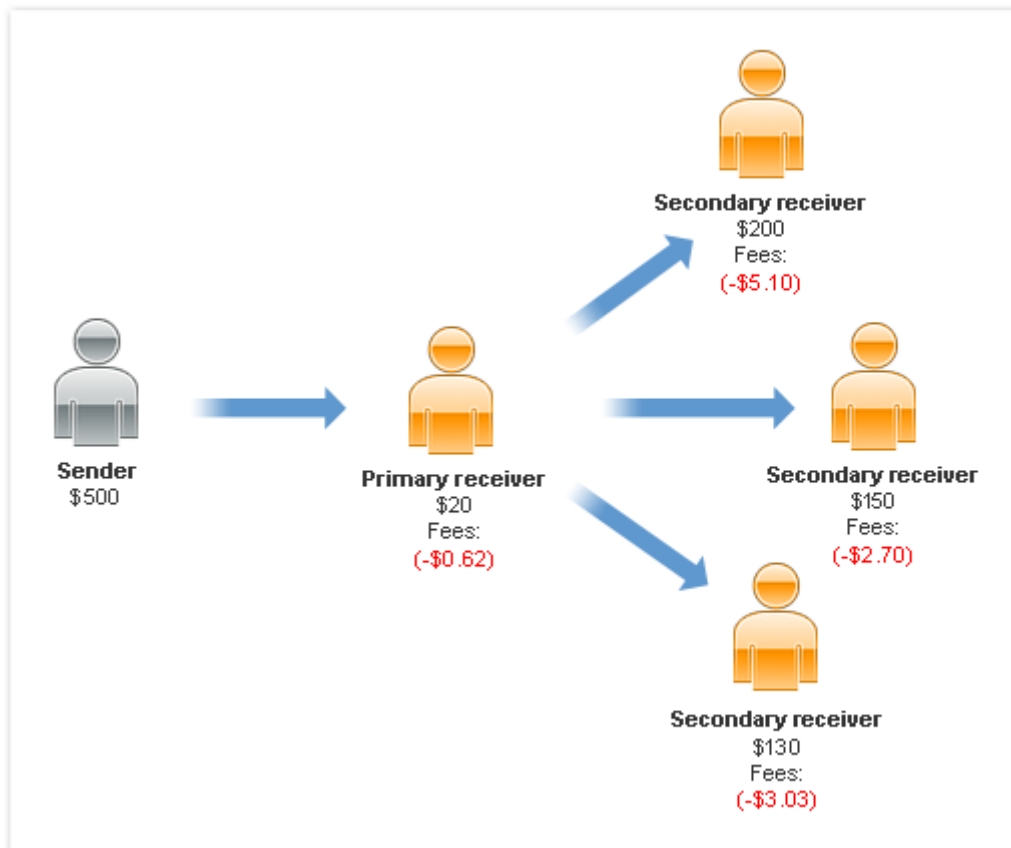 Secondary receiver
$200
Fees:
(-$5.10)
Sender
$500
Primary receiver
$20
Fees:
(-$0.62)
Secondary receiver
$150
Fees:
(-$2.70)
Secondary receiver
$130
Fees:
(-$3.03)